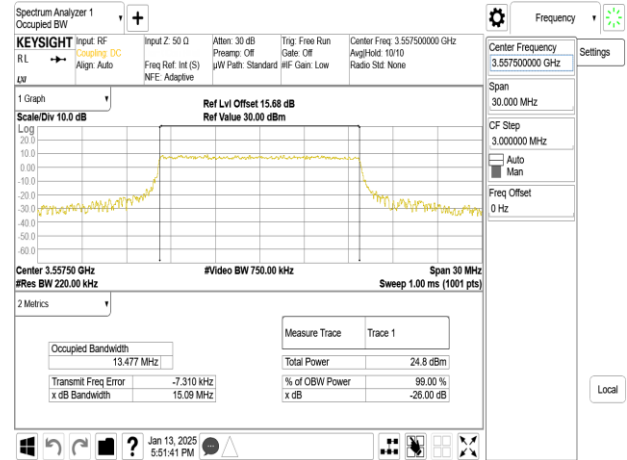 Spectrum Analyzer 1
Occupied BW
KEYSIGHT
RL
LXI
Input: RF
Coupling: DC
Align: Auto
Input Z: 50 Ω
Freq Ref: Int (S)
NFE: Adaptive
Atten: 30 dB
Preamp: Off
µW Path: Standard
Trig: Free Run
Gate: Off
#IF Gain: Low
Center Freq: 3.557500000 GHz
Avg|Hold: 10/10
Radio Std: None
1 Graph
Scale/Div 10.0 dB
Ref Lvl Offset 15.68 dB
Ref Value 30.00 dBm
Log
20.0
10.0
0.00
-10.0
-20.0
-30.0
-40.0
-50.0
-60.0
Center 3.55750 GHz
#Video BW 750.00 kHz
Span 30 MHz
#Res BW 220.00 kHz
Sweep 1.00 ms (1001 pts)
2 Metrics
Measure Trace Trace 1
Occupied Bandwidth
13.477 MHz
Total Power 24.8 dBm
Transmit Freq Error -7.310 kHz
% of OBW Power 99.00 %
x dB Bandwidth 15.09 MHz
x dB -26.00 dB
Jan 13, 2025
5:51:41 PM
Frequency
Center Frequency
3.557500000 GHz
Settings
Span
30.000 MHz
CF Step
3.000000 MHz
Auto
Man
Freq Offset
0 Hz
Local